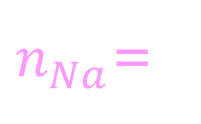 n_Na =